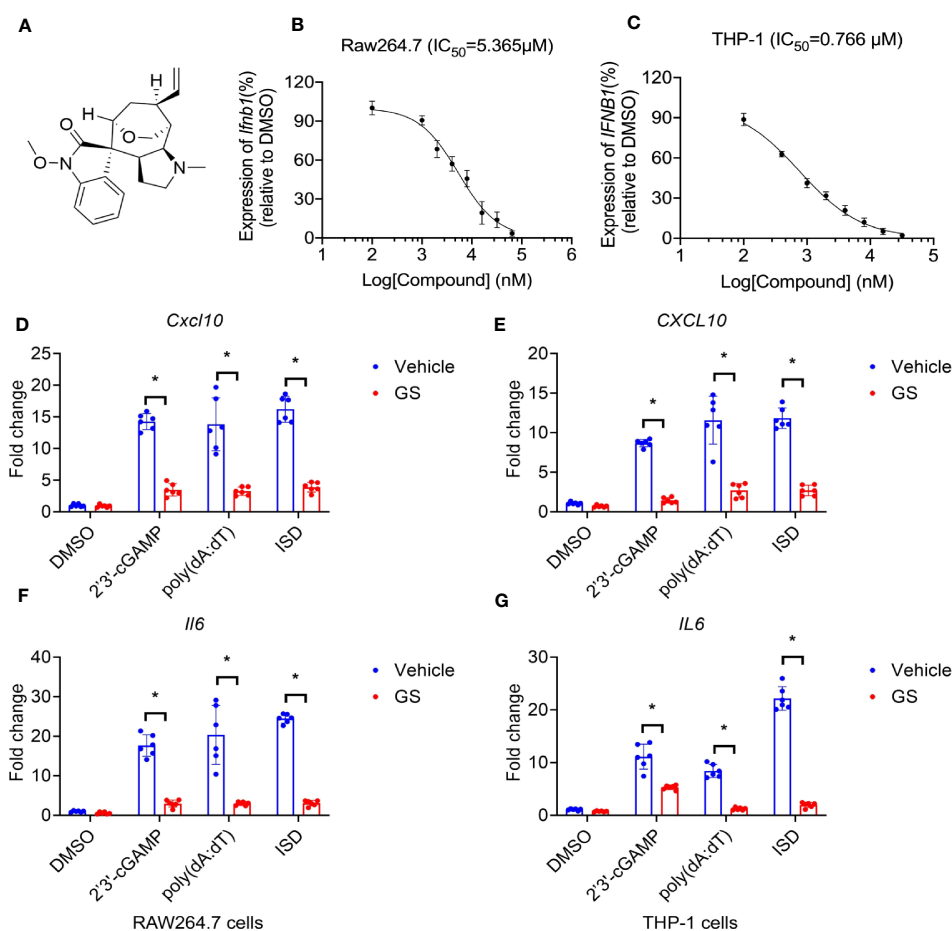 A
H
H
O
O
O
N
N
B
Raw264.7 (IC50=5.365μM)
Expression of Ifnb1(%)
(relative to DMSO)
120
90
60
30
0
1 2 3 4 5 6
Log[Compound] (nM)
C
THP-1 (IC50=0.766 μM)
Expression of IFNB1(%)
(relative to DMSO)
120
90
60
30
0
1 2 3 4 5
Log[Compound] (nM)
D
Cxcl10
Fold change
25
20
15
10
5
0
* * *
Vehicle
GS
DMSO
2'3'-cGAMP
poly(dA:dT)
ISD
E
CXCL10
Fold change
20
15
10
5
0
* * *
Vehicle
GS
DMSO
2'3'-cGAMP
poly(dA:dT)
ISD
F
Il6
Fold change
40
30
20
10
0
* * *
Vehicle
GS
DMSO
2'3'-cGAMP
poly(dA:dT)
ISD
RAW264.7 cells
G
IL6
Fold change
30
20
10
0
* * *
Vehicle
GS
DMSO
2'3'-cGAMP
poly(dA:dT)
ISD
THP-1 cells